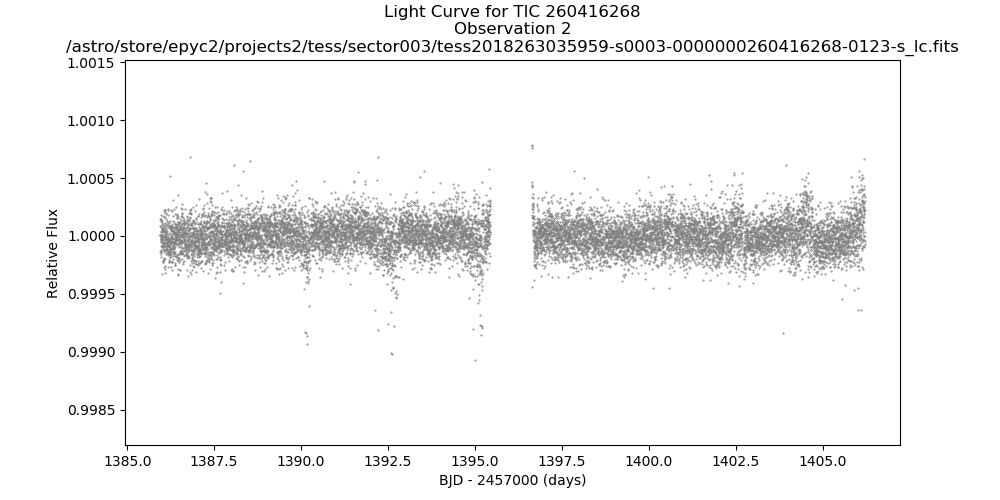 Light Curve for TIC 260416268
Observation 2
/astro/store/epyc2/projects2/tess/sector003/tess2018263035959-s0003-0000000260416268-0123-s_lc.fits
1.0015
1.0010
1.0005
1.0000
0.9995
0.9990
0.9985
Relative Flux
1385.0 1387.5 1390.0 1392.5 1395.0 1397.5 1400.0 1402.5 1405.0
BJD - 2457000 (days)